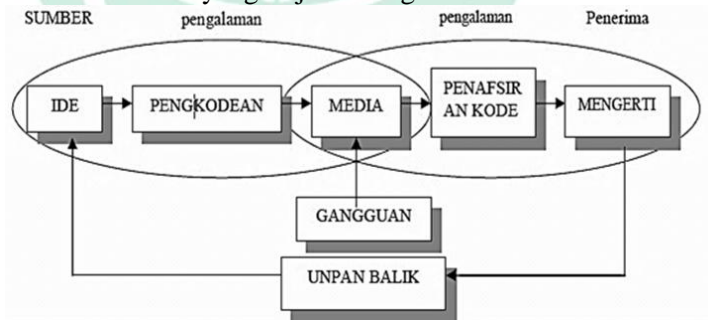 SUMBER pengalaman pengalaman Penerima
IDE PENGKODEAN MEDIA PENAFSIR
AN KODE MENGERTI
GANGGUAN
UNPAN BALIK